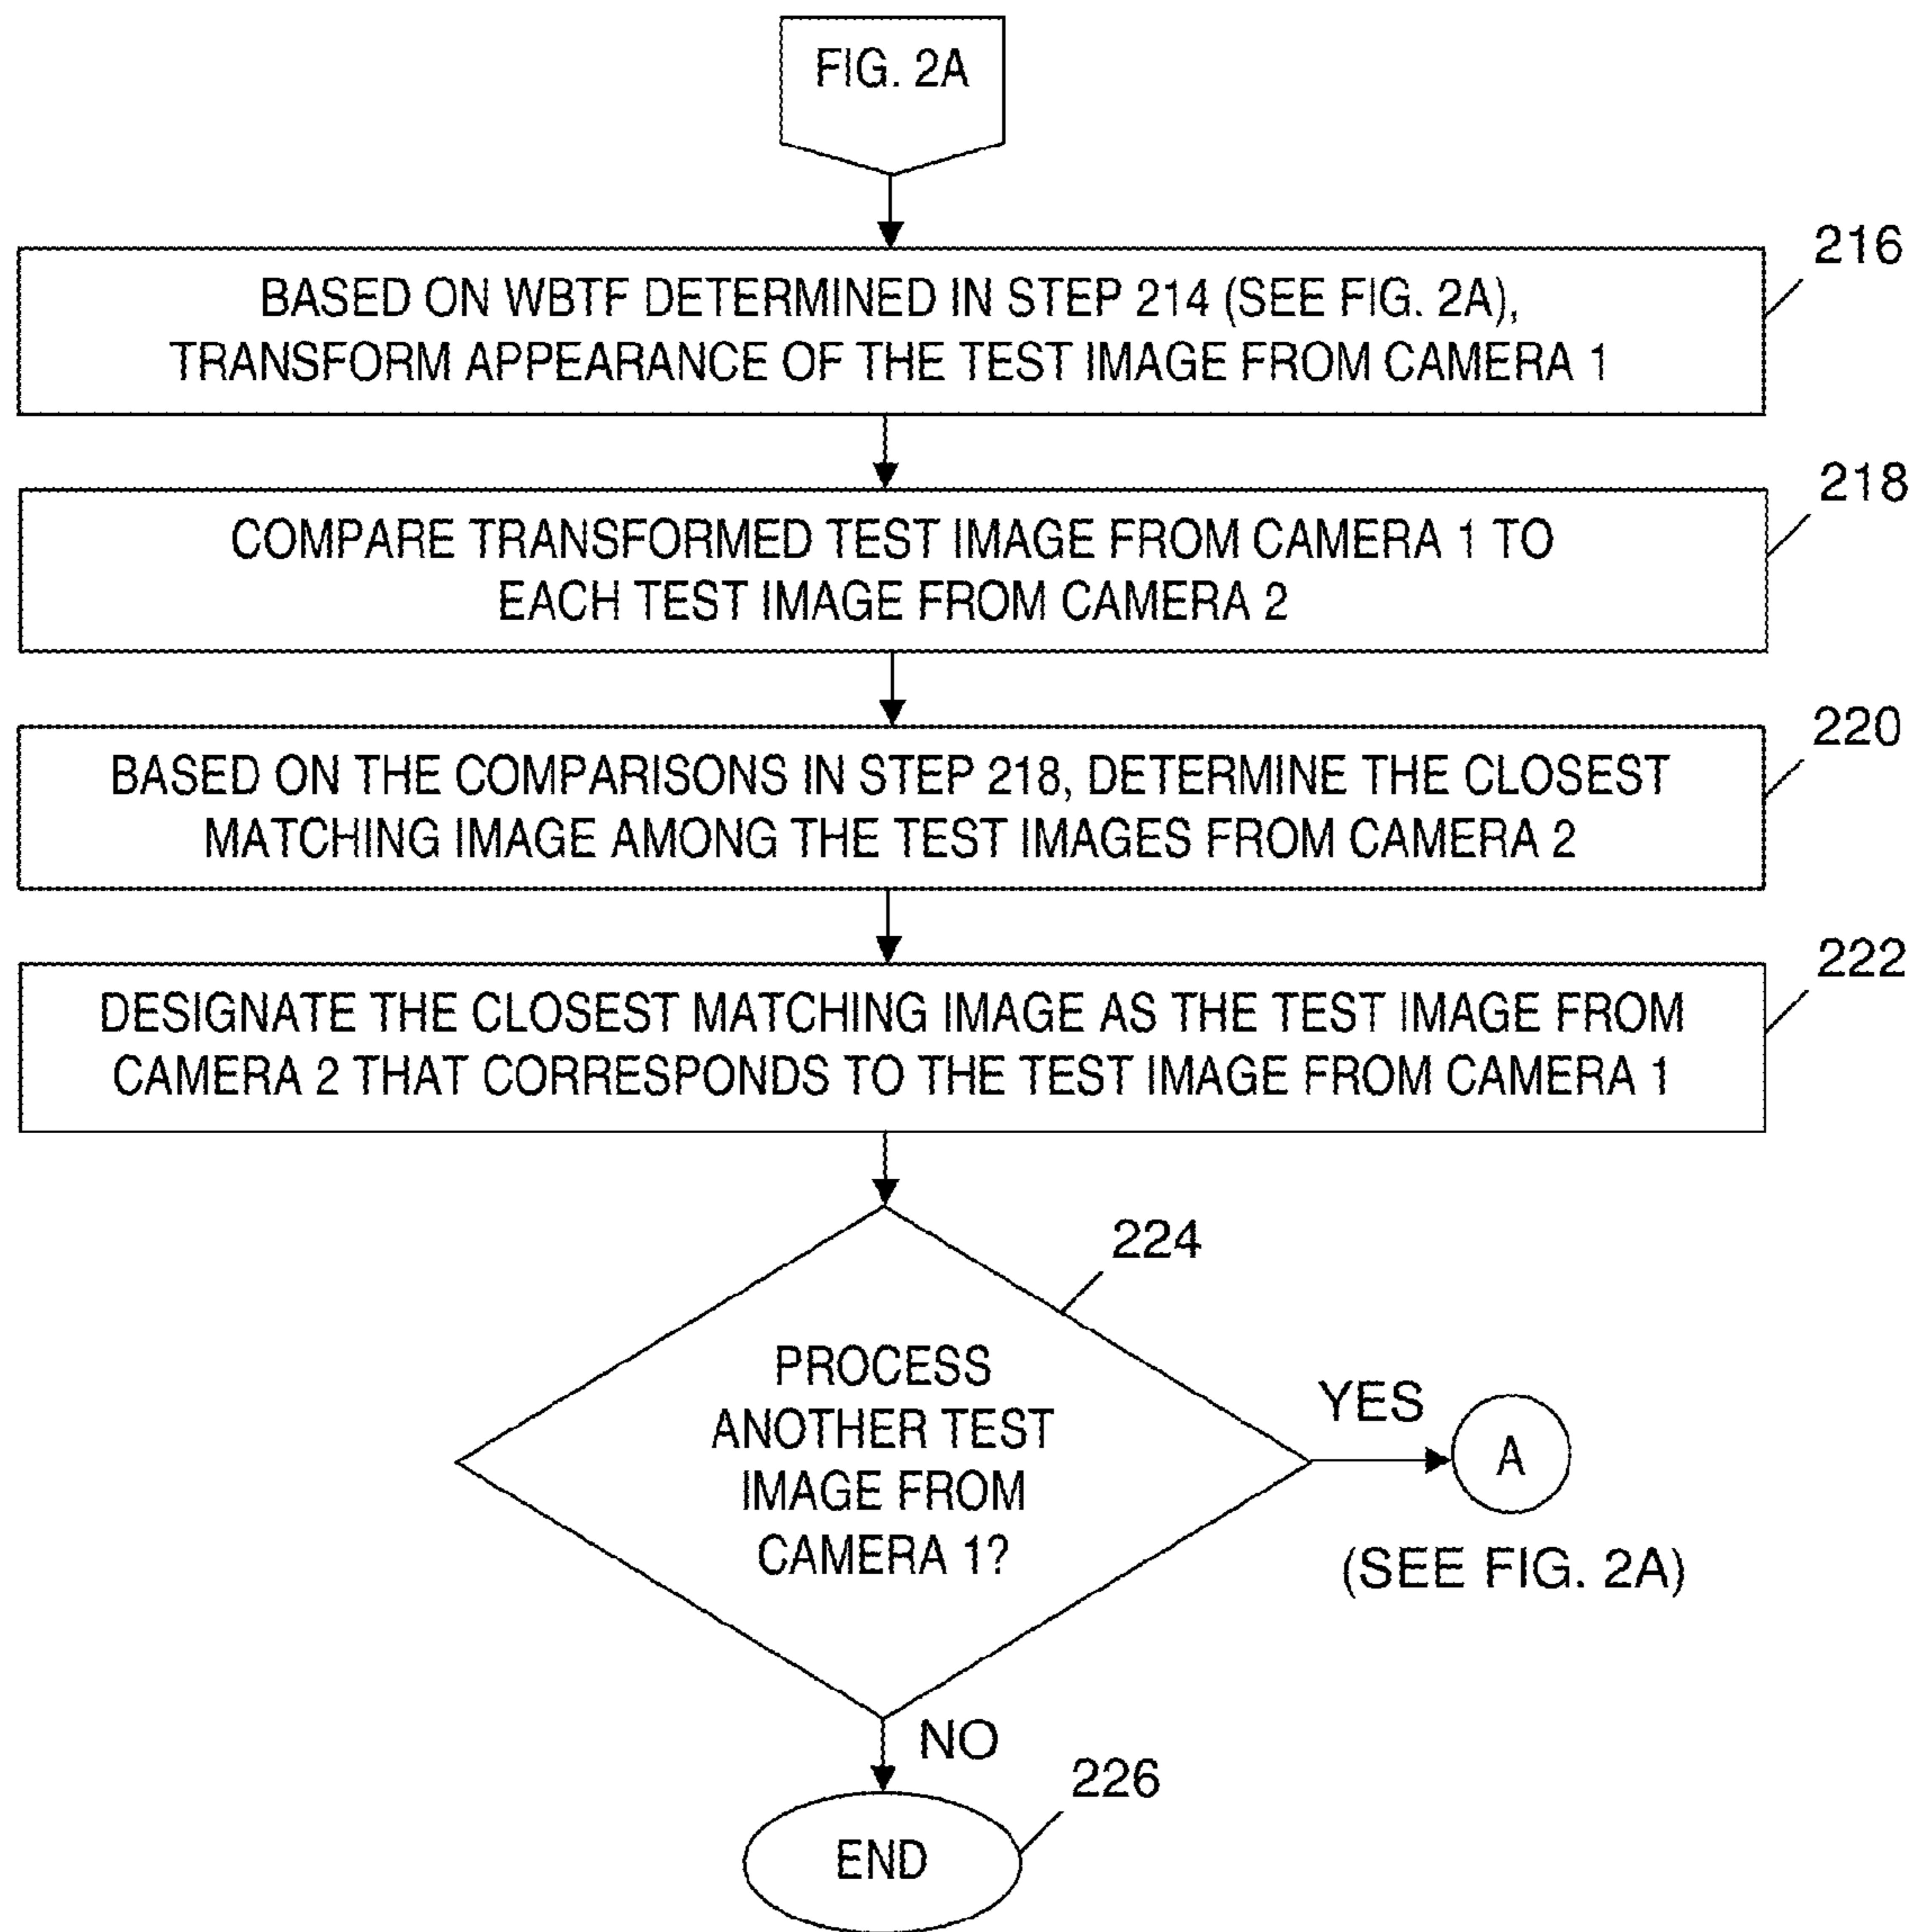 FIG. 2A
216
BASED ON WBTF DETERMINED IN STEP 214 (SEE FIG. 2A),
TRANSFORM APPEARANCE OF THE TEST IMAGE FROM CAMERA 1
218
COMPARE TRANSFORMED TEST IMAGE FROM CAMERA 1 TO
EACH TEST IMAGE FROM CAMERA 2
220
BASED ON THE COMPARISONS IN STEP 218, DETERMINE THE CLOSEST
MATCHING IMAGE AMONG THE TEST IMAGES FROM CAMERA 2
222
DESIGNATE THE CLOSEST MATCHING IMAGE AS THE TEST IMAGE FROM
CAMERA 2 THAT CORRESPONDS TO THE TEST IMAGE FROM CAMERA 1
224
PROCESS
ANOTHER TEST
IMAGE FROM
CAMERA 1?
YES
A
(SEE FIG. 2A)
NO
226
END